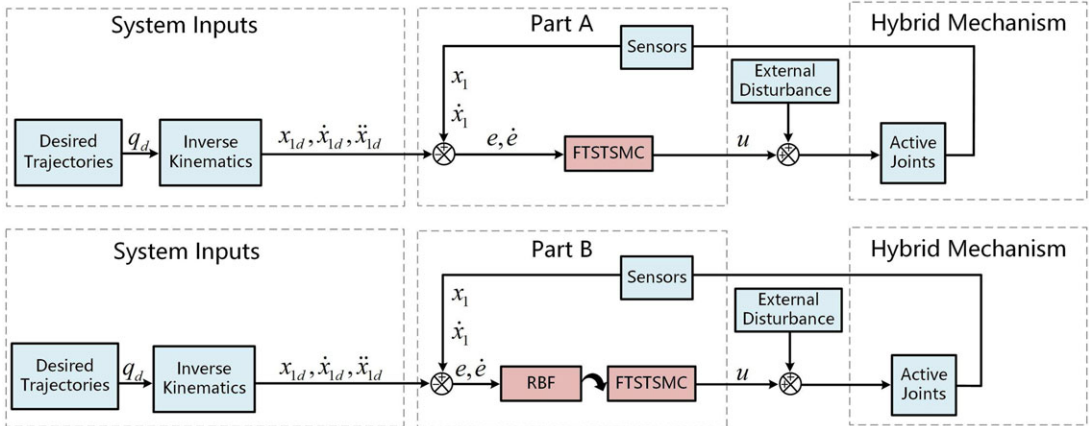 System Inputs
Part A
Hybrid Mechanism
Sensors
External
Disturbance
x₁
ẋ₁
Desired
Trajectories
q_d
Inverse
Kinematics
x₁d, ẋ₁d, ẍ₁d
e, ė
FTSTSMC
u
Active
Joints
System Inputs
Part B
Hybrid Mechanism
Sensors
External
Disturbance
x₁
ẋ₁
Desired
Trajectories
q_d
Inverse
Kinematics
x₁d, ẋ₁d, ẍ₁d
e, ė
RBF
FTSTSMC
u
Active
Joints